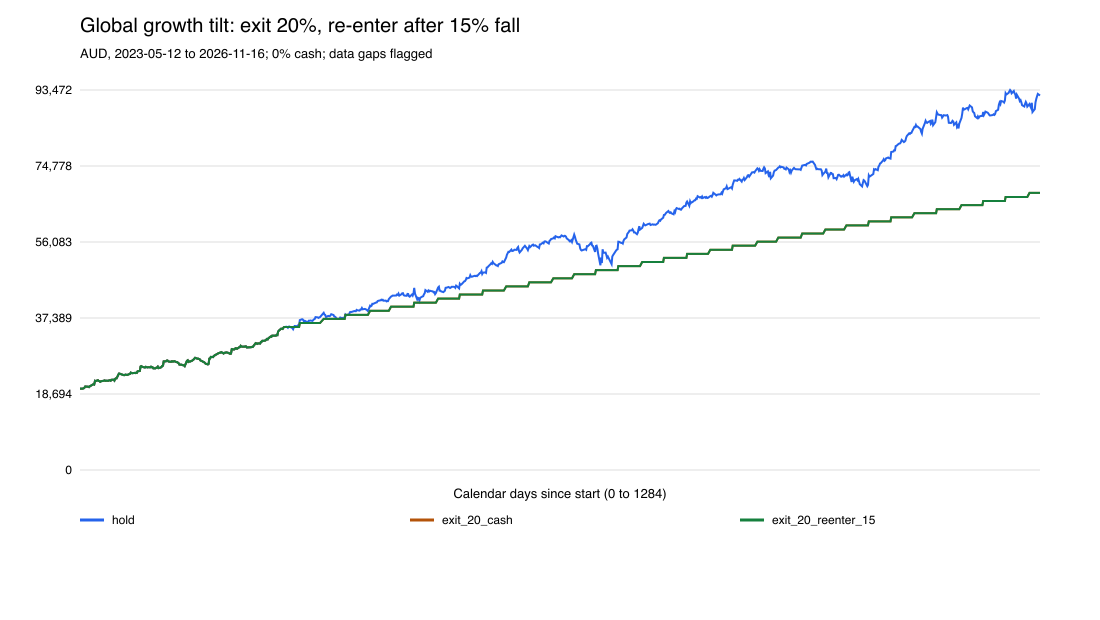 Global growth tilt: exit 20%, re-enter after 15% fall
AUD, 2023-05-12 to 2026-11-16; 0% cash; data gaps flagged
93,472
74,778
56,083
37,389
18,694
0
Calendar days since start (0 to 1284)
hold
exit_20_cash
exit_20_reenter_15